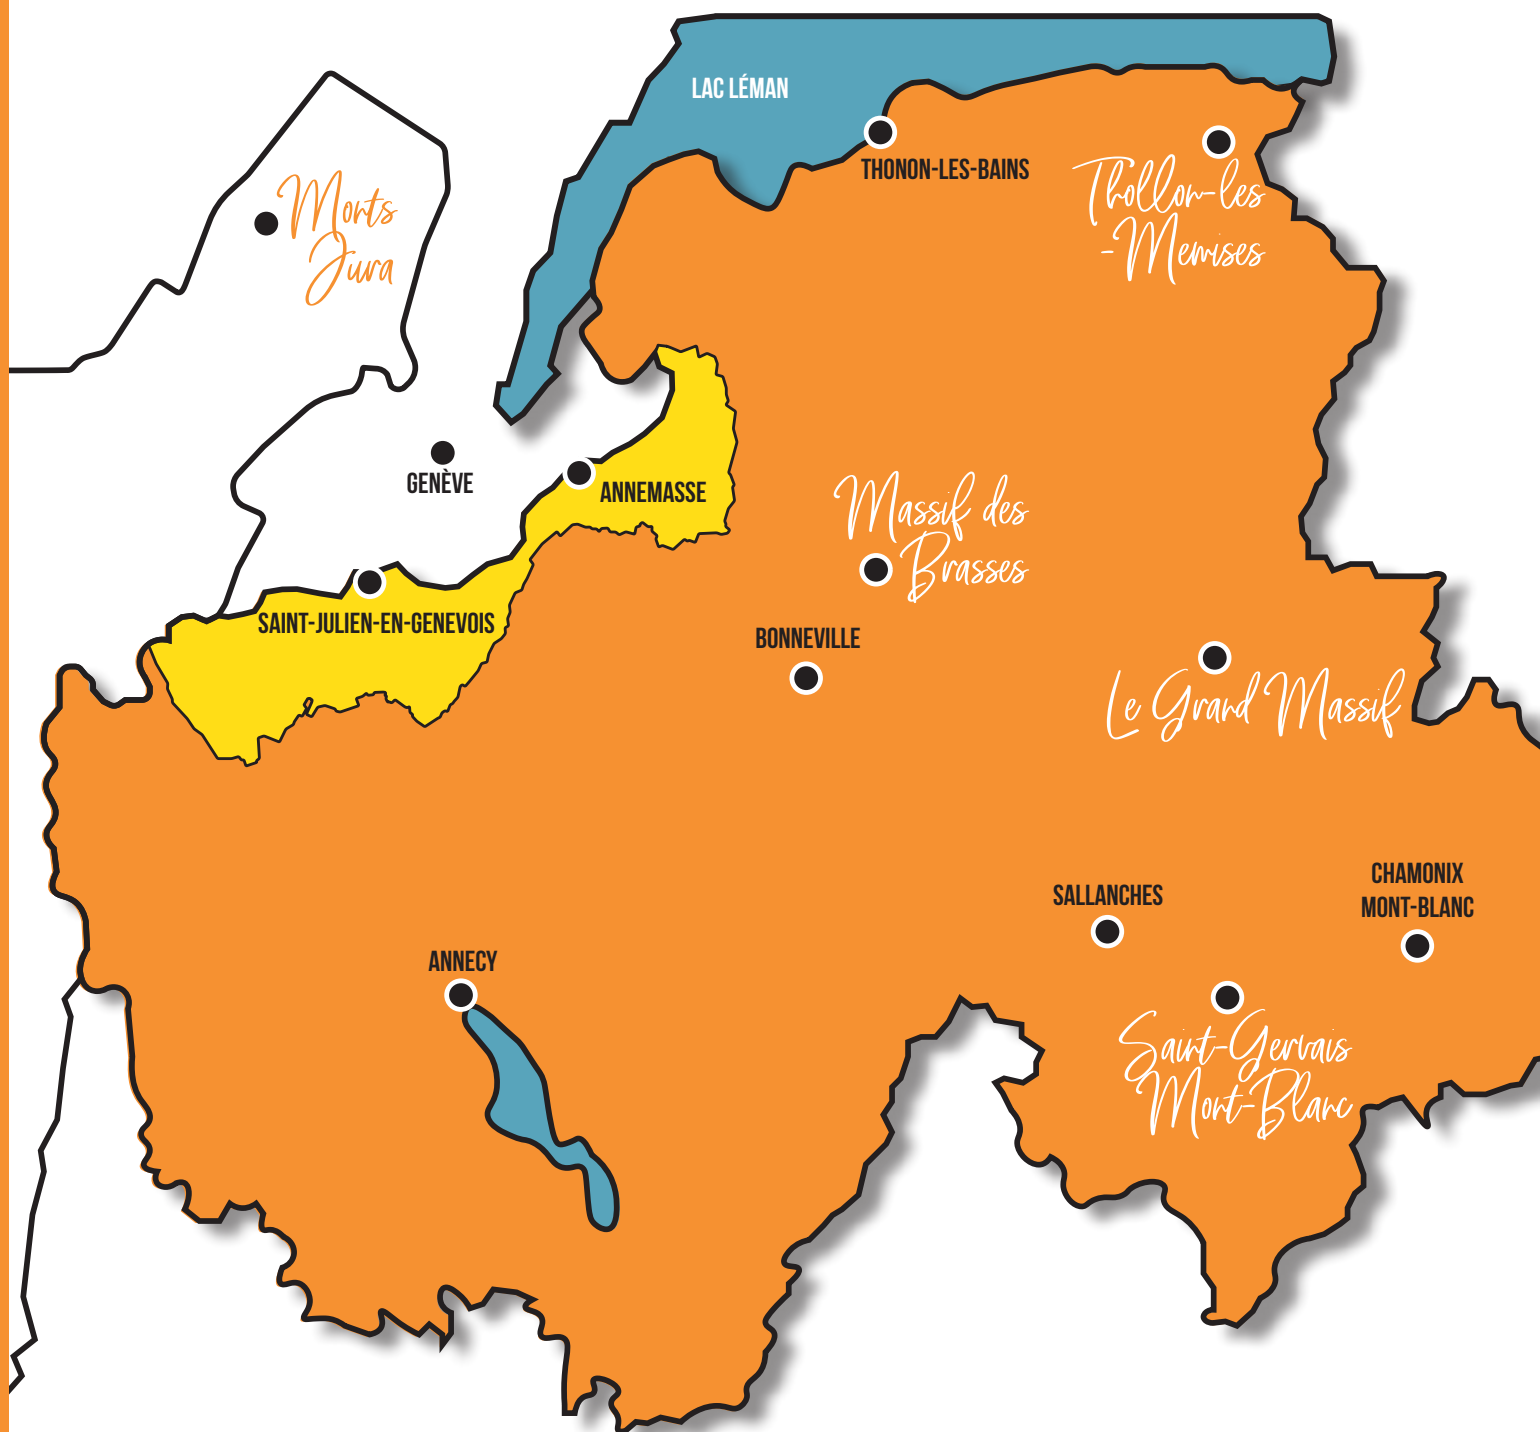 LAC LÉMAN
THONON-LES-BAINS
Thollon-les
-Memises
Monts
Jura
GENÈVE
ANNEMASSE
Massif des
Brasses
SAINT-JULIEN-EN-GENEVOIS
BONNEVILLE
Le Grand Massif
SALLANCHES
CHAMONIX
MONT-BLANC
ANNECY
Saint-Gervais
Mont-Blanc